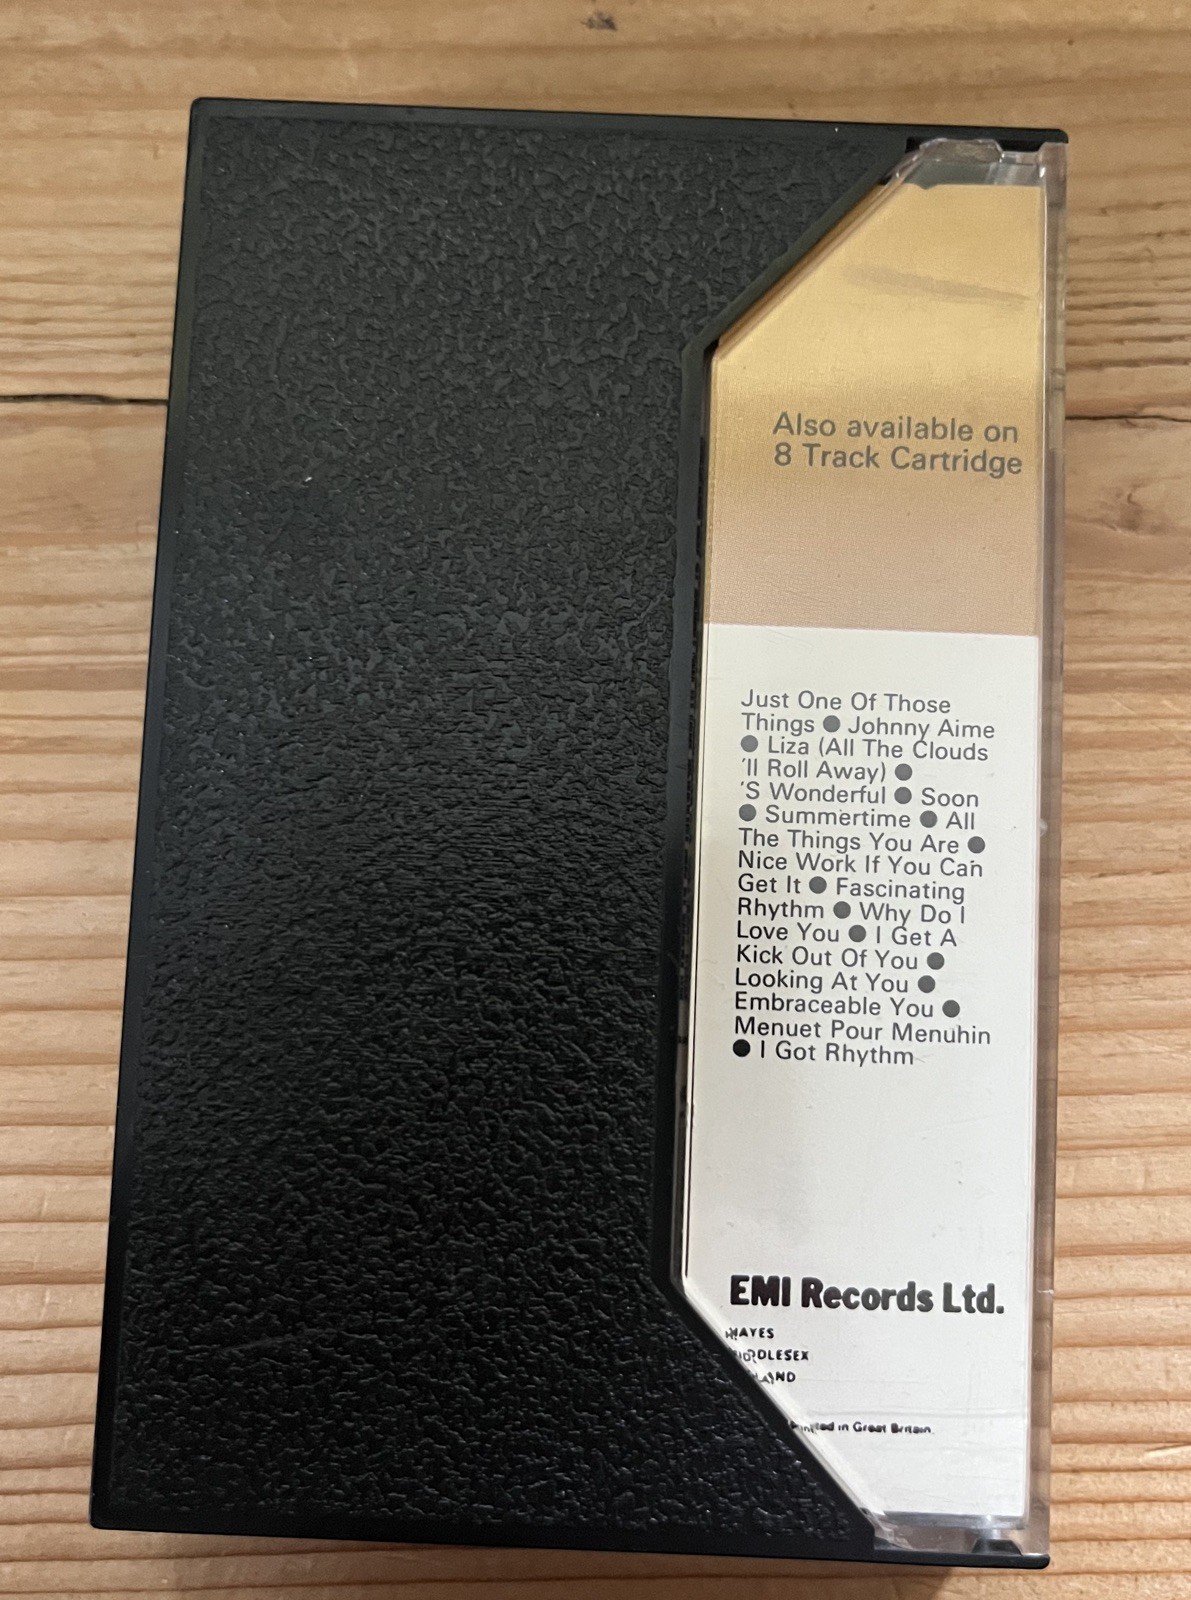 Also available on
8 Track Cartridge
Just One Of Those
Things ● Johnny Aime
● Liza (All The Clouds
'll Roll Away) ●
'S Wonderful ● Soon
● Summertime ● All
The Things You Are ●
Nice Work If You Can
Get It ● Fascinating
Rhythm ● Why Do I
Love You ● I Get A
Kick Out Of You ●
Looking At You ●
Embraceable You ●
Menuet Pour Menuhin
● I Got Rhythm
EMI Records Ltd.
HAYES
in Great Britain.